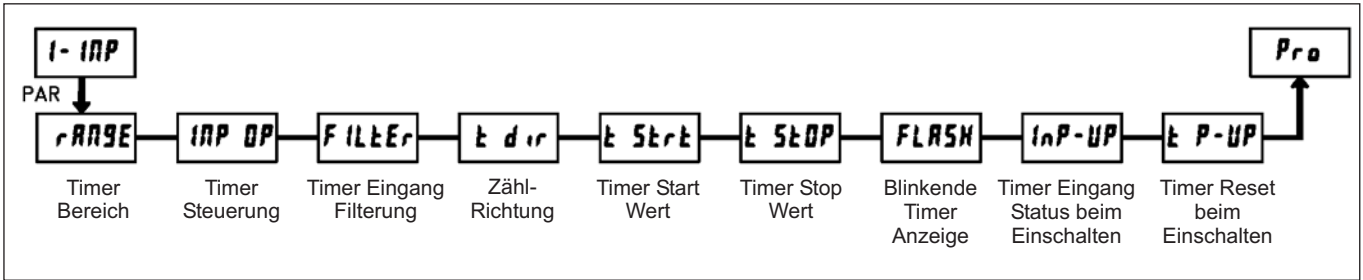 1-INP
Pro
PAR
rANGE
INP OP
FILtEr
t dir
t Strt
t StOP
FLASH
InP-UP
t P-UP
Timer
Bereich
Timer
Steuerung
Timer Eingang
Filterung
Zähl-
Richtung
Timer Start
Wert
Timer Stop
Wert
Blinkende
Timer
Anzeige
Timer Eingang
Status beim
Einschalten
Timer Reset
beim
Einschalten